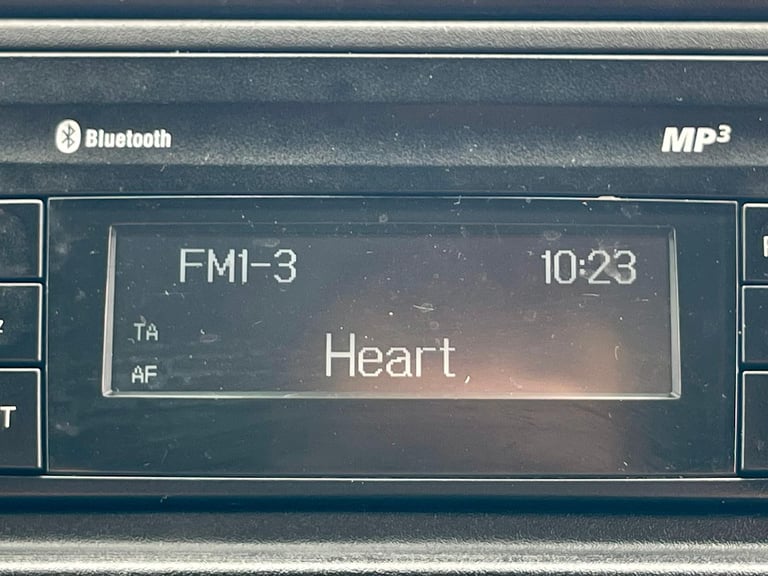 Bluetooth MP3
FM1-3 10:23
TA
Heart
AF
T